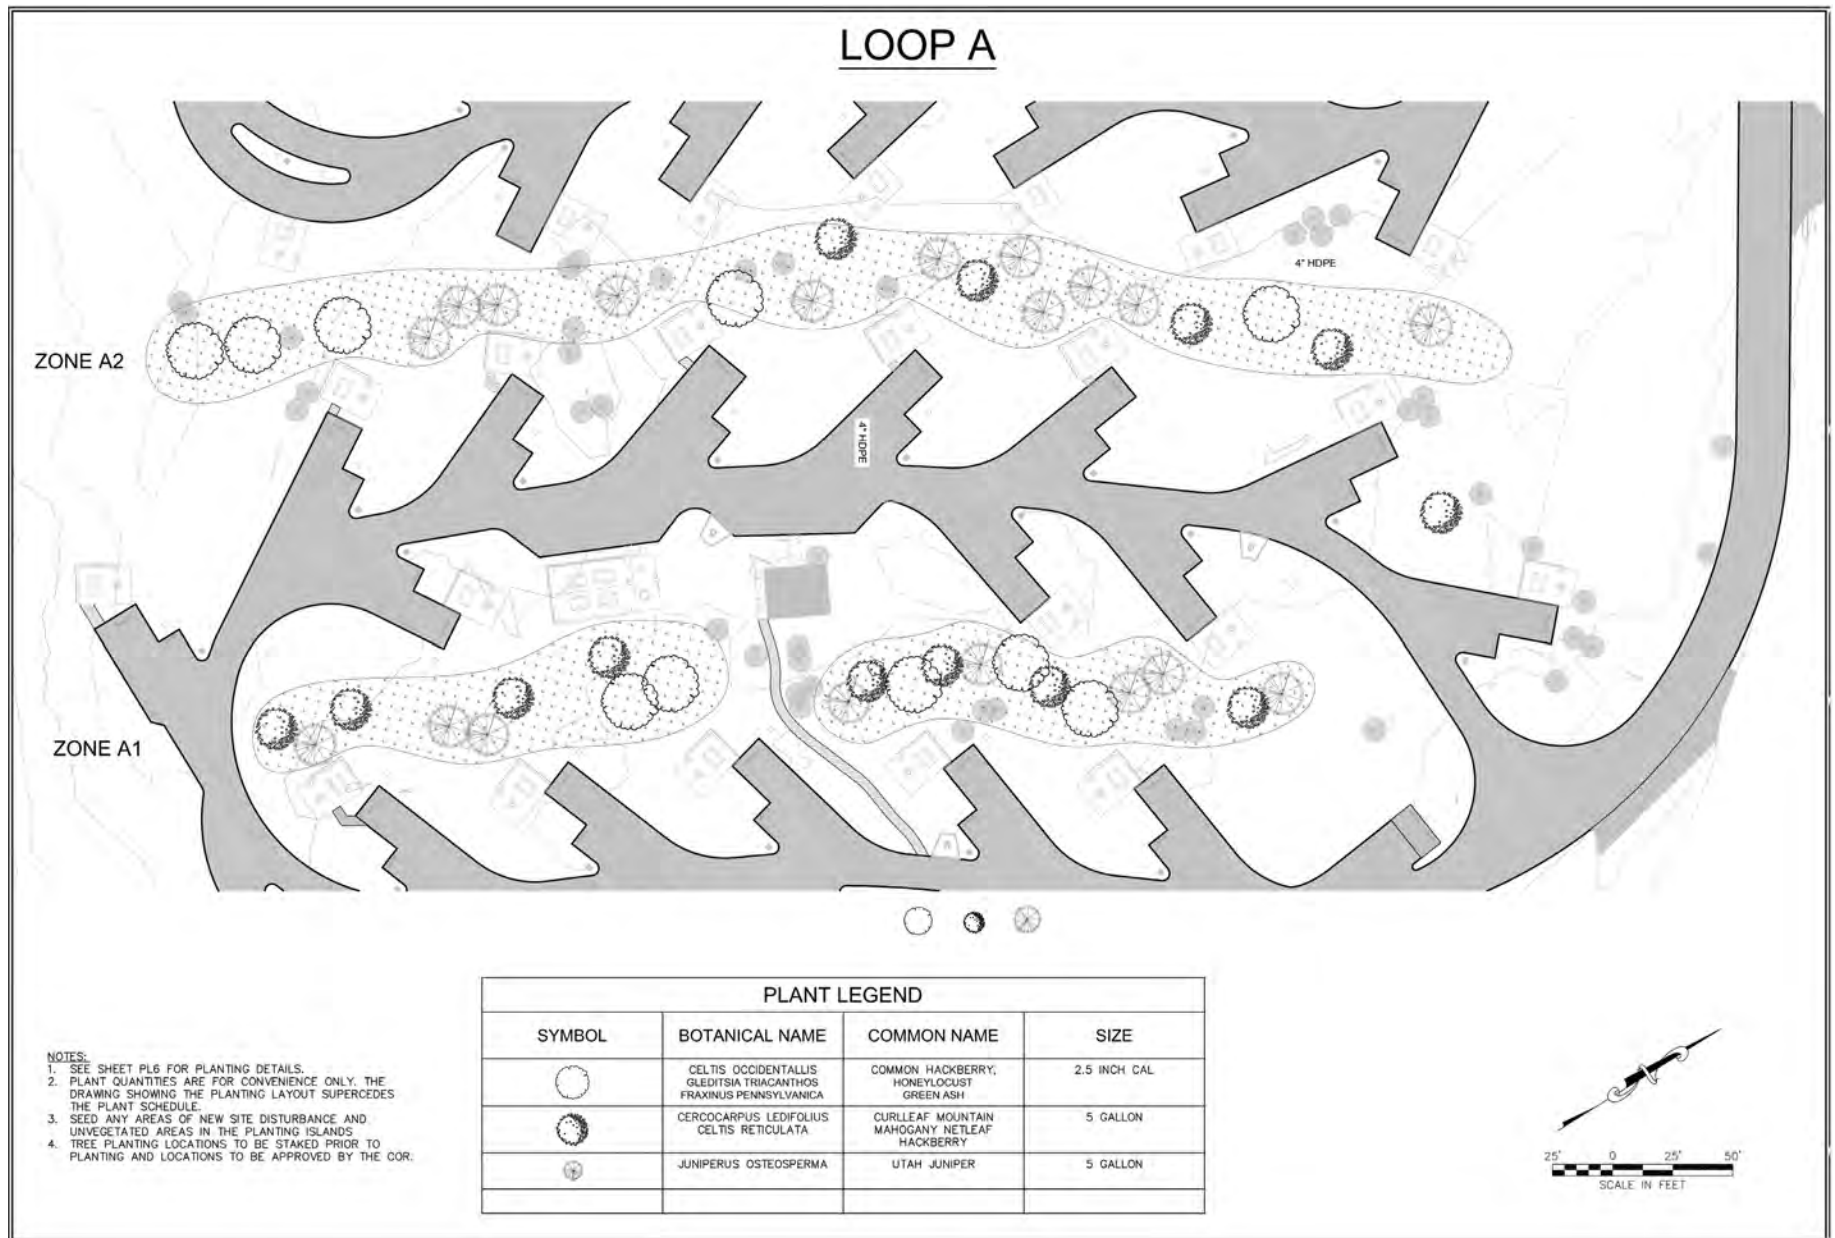 LOOP A
4" HDPE
ZONE A2
4" HDPE
ZONE A1
PLANT LEGEND
SYMBOL
BOTANICAL NAME
COMMON NAME
SIZE
CELTIS OCCIDENTALLIS
GLEDITSIA TRIACANTHOS
FRAXINUS PENNSYLVANICA
COMMON HACKBERRY,
HONEYLOCUST
GREEN ASH
2.5 INCH CAL
CERCOCARPUS LEDIFOLIUS
CELTIS RETICULATA
CURLLEAF MOUNTAIN
MAHOGANY NETLEAF
HACKBERRY
5 GALLON
JUNIPERUS OSTEOSPERMA
UTAH JUNIPER
5 GALLON
NOTES:
1. SEE SHEET PL6 FOR PLANTING DETAILS.
2. PLANT QUANTITIES ARE FOR CONVENIENCE ONLY. THE
DRAWING SHOWING THE PLANTING LAYOUT SUPERCEDES
THE PLANT SCHEDULE.
3. SEED ANY AREAS OF NEW SITE DISTURBANCE AND
UNVEGETATED AREAS IN THE PLANTING ISLANDS
4. TREE PLANTING LOCATIONS TO BE STAKED PRIOR TO
PLANTING AND LOCATIONS TO BE APPROVED BY THE COR.
N
25' 0 25' 50'
SCALE IN FEET